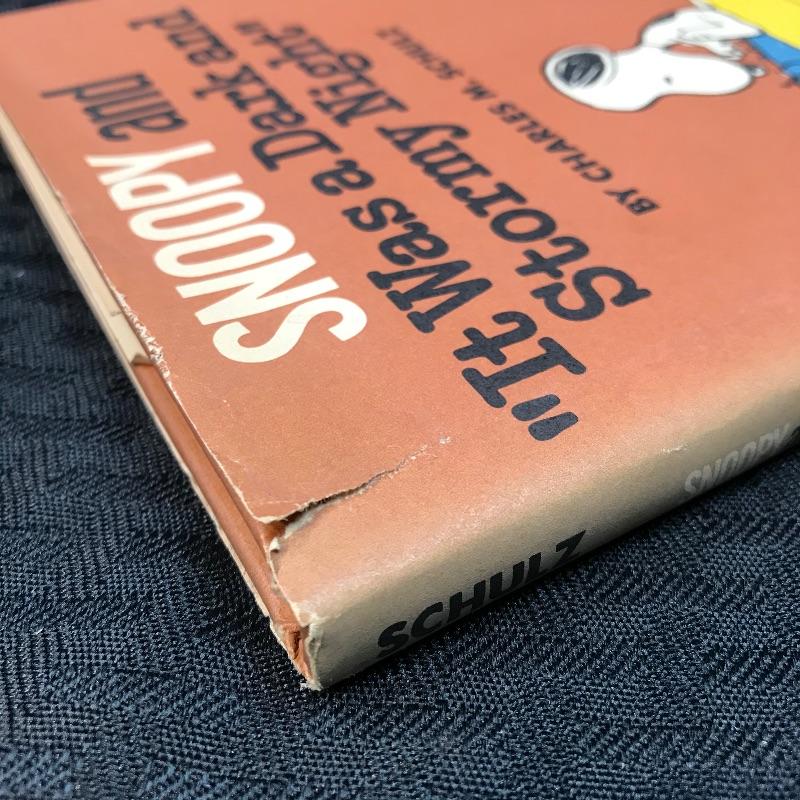 SNOOPY and
"It Was a Dark and
Stormy Night"
BY CHARLES M. SCHULZ
SCHULZ
SNOOPY